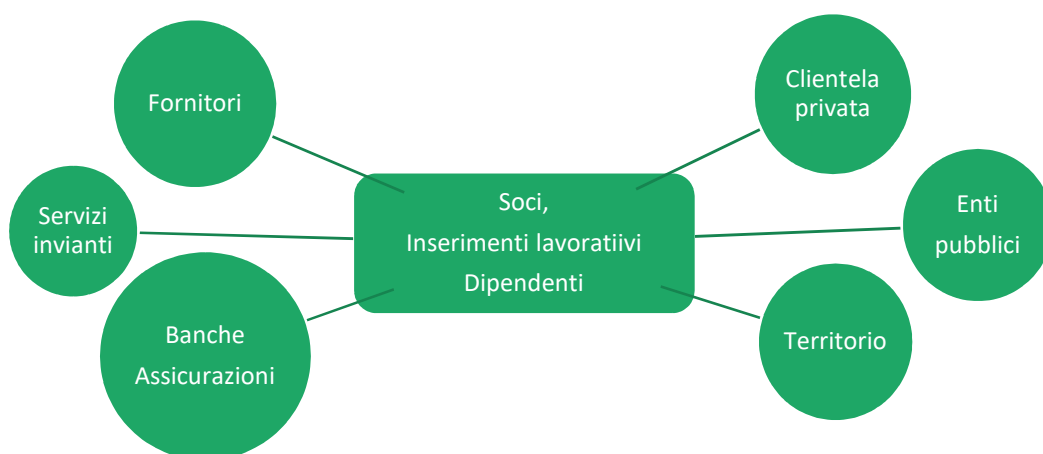 Fornitori
Clientela
privata
Servizi
invianti
Soci,
Inserimenti lavoratiivi
Dipendenti
Enti
pubblici
Banche
Assicurazioni
Territorio